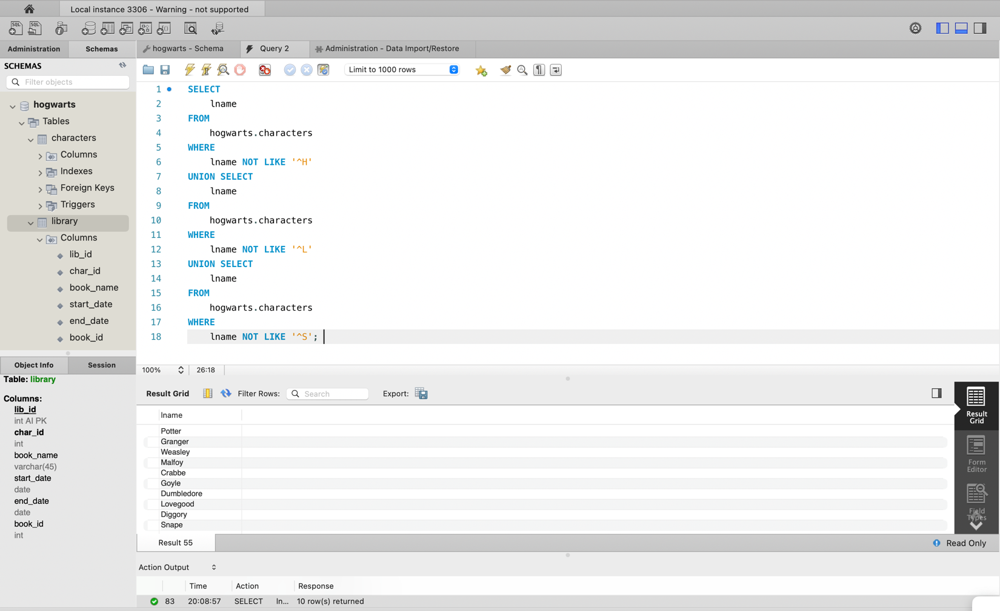 Local instance 3306 - Warning - not supported
SQL
SQL
Administration
Schemas
hogwarts - Schema
Query 2
Administration - Data Import/Restore
SCHEMAS
Filter objects
Limit to 1000 rows
hogwarts
Tables
characters
Columns
Indexes
Foreign Keys
Triggers
library
Columns
lib_id
char_id
book_name
start_date
end_date
book_id
1 SELECT
2 lname
3 FROM
4 hogwarts.characters
5 WHERE
6 lname NOT LIKE '^H'
7 UNION SELECT
8 lname
9 FROM
10 hogwarts.characters
11 WHERE
12 lname NOT LIKE '^L'
13 UNION SELECT
14 lname
15 FROM
16 hogwarts.characters
17 WHERE
18 lname NOT LIKE '^S';
100%
26:18
Object Info
Session
Table: library
Columns:
lib_id
int AI PK
char_id
int
book_name
varchar(45)
start_date
date
end_date
date
book_id
int
Result Grid
Filter Rows:
Search
Export:
lname
Potter
Granger
Weasley
Malfoy
Crabbe
Goyle
Dumbledore
Lovegood
Diggory
Snape
Result
Grid
Form
Editor
Field
Types
Result 55
Read Only
Action Output
Time Action Response
83 20:08:57 SELECT ln... 10 row(s) returned